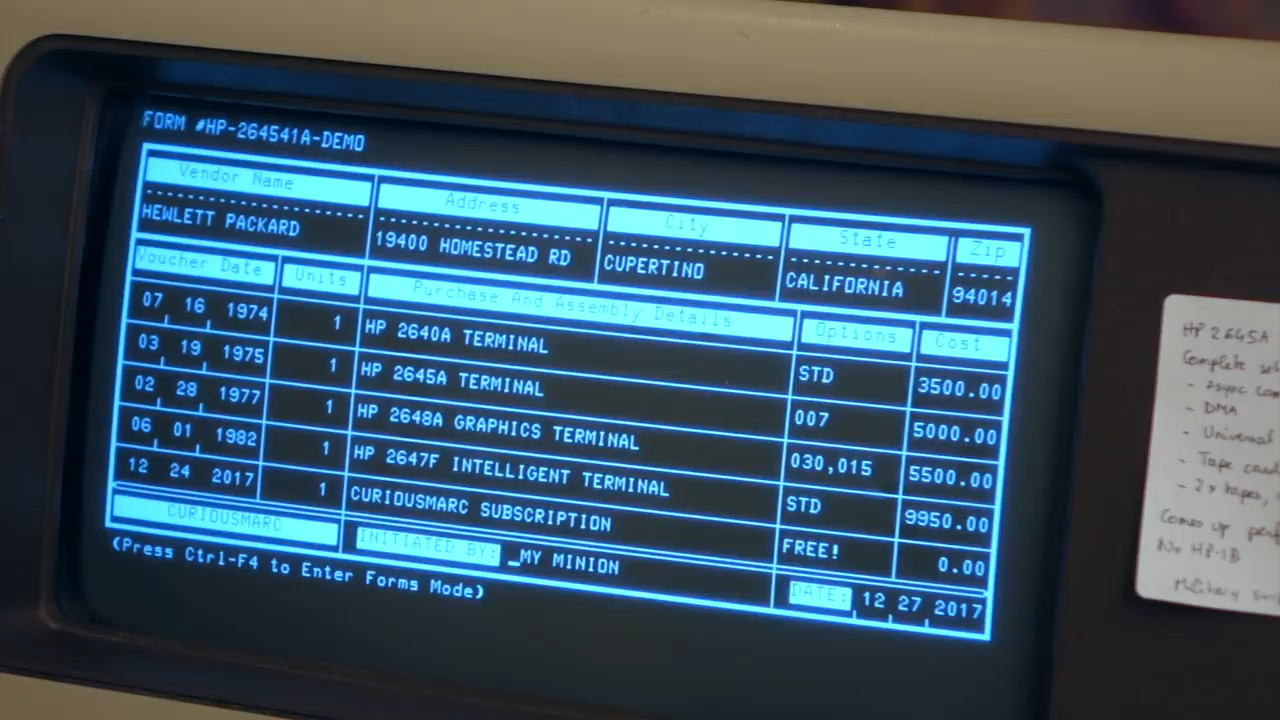 FORM #HP-264541A-DEMO
Vendor Name Address City State Zip
HEWLETT PACKARD 19400 HOMESTEAD RD CUPERTINO CALIFORNIA 94014
Voucher Date Units Purchase And Assembly Details Options Cost
07 16 1974 1 HP 2640A TERMINAL STD 3500.00
03 19 1975 1 HP 2645A TERMINAL 007 5000.00
02 28 1977 1 HP 2648A GRAPHICS TERMINAL 030,015 5500.00
06 01 1982 1 HP 2647F INTELLIGENT TERMINAL STD 9950.00
12 24 2017 1 CURIOUSMARC SUBSCRIPTION FREE! 0.00
CURIOUSMARC INITIATED BY: _MY MINION DATE: 12 27 2017
(Press Ctrl-F4 to Enter Forms Mode)
HP 2645A
Complete
- DMA
- Universal
- Tape
- 2x tapes,
Comes up
No HP-IB